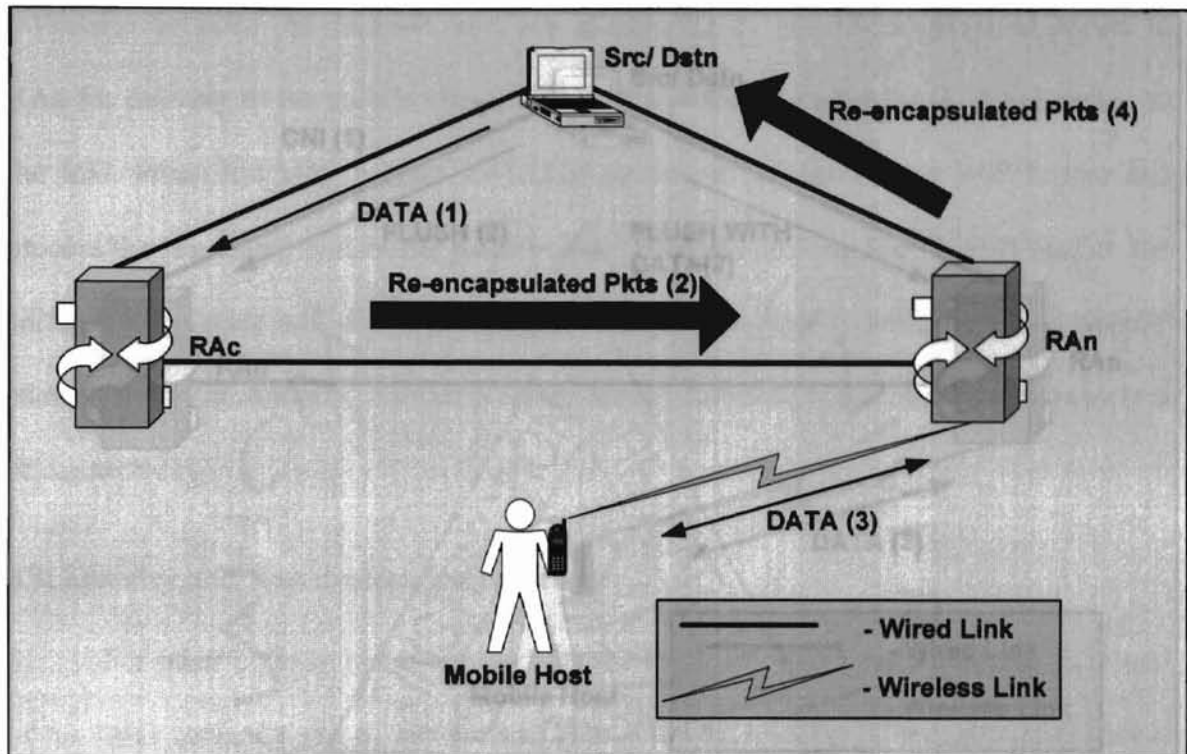 Src/ Dstn
Re-encapsulated Pkts (4)
DATA (1)
Re-encapsulated Pkts (2)
RAc
RAn
DATA (3)
Mobile Host
- Wired Link
- Wireless Link